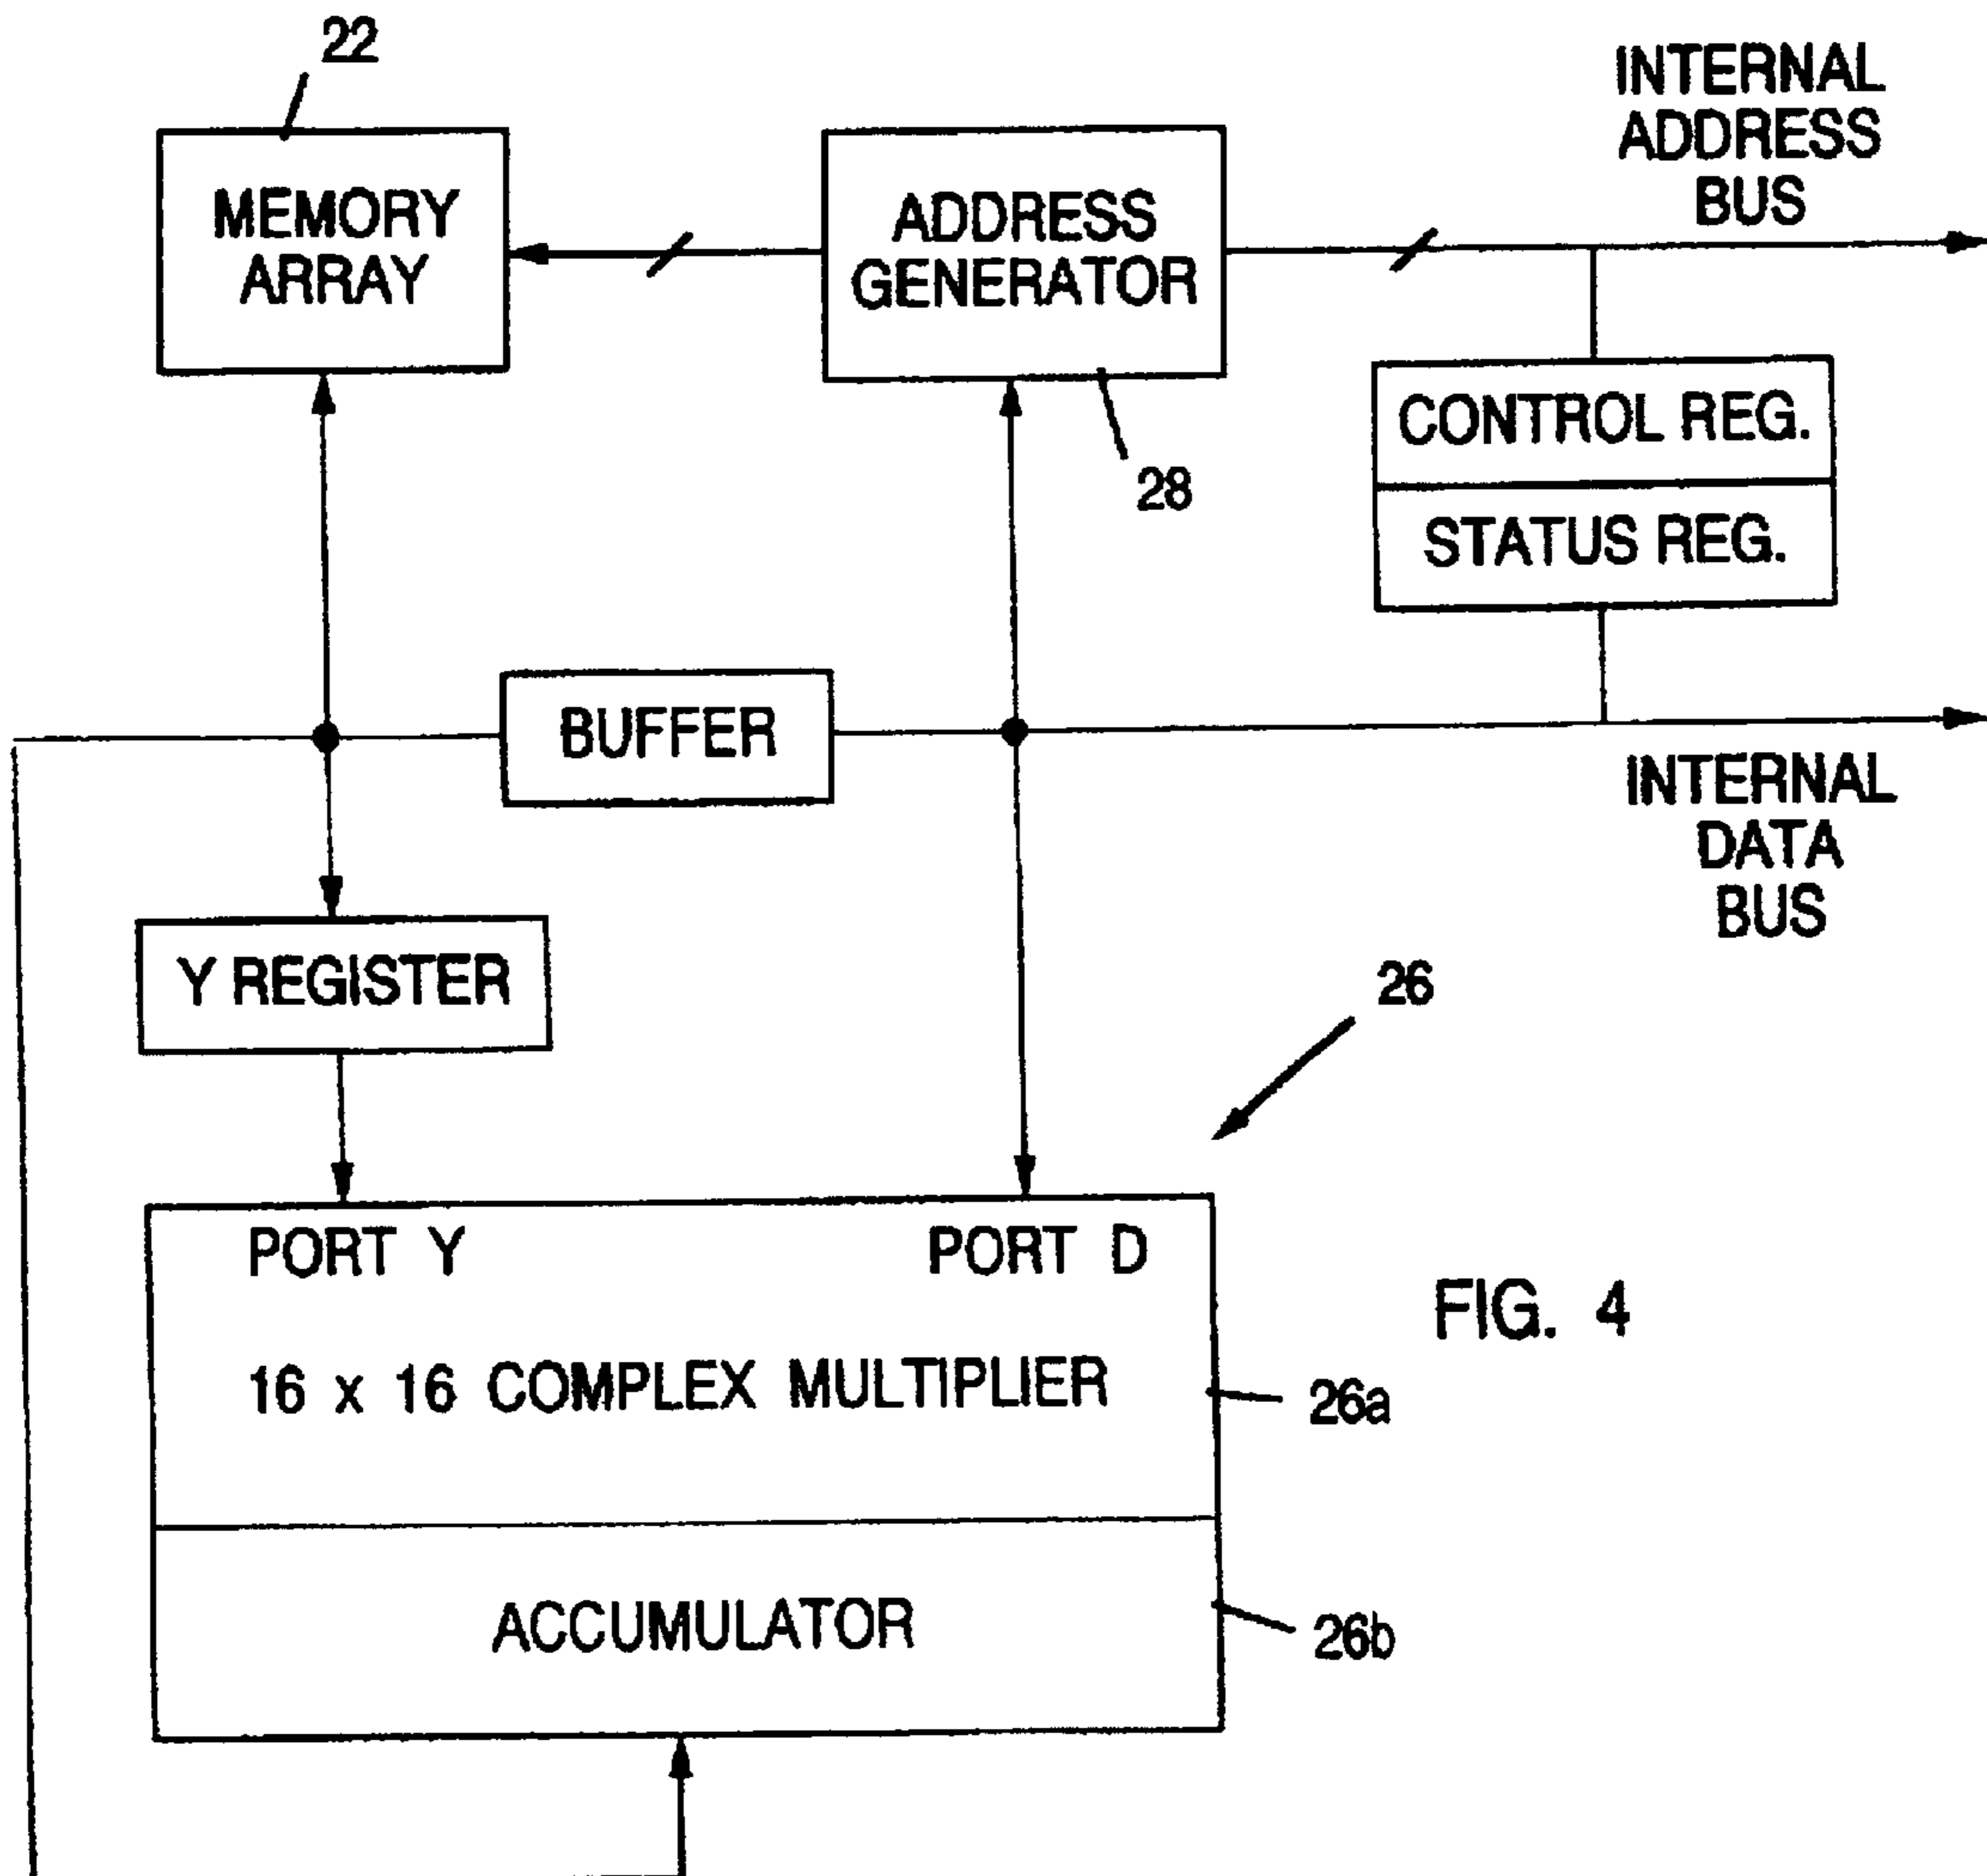 22
INTERNAL
ADDRESS
BUS
MEMORY
ARRAY
ADDRESS
GENERATOR
CONTROL REG.
28
STATUS REG.
BUFFER
INTERNAL
DATA
BUS
Y REGISTER
26
PORT Y
PORT D
FIG. 4
16 x 16 COMPLEX MULTIPLIER
26a
ACCUMULATOR
26b